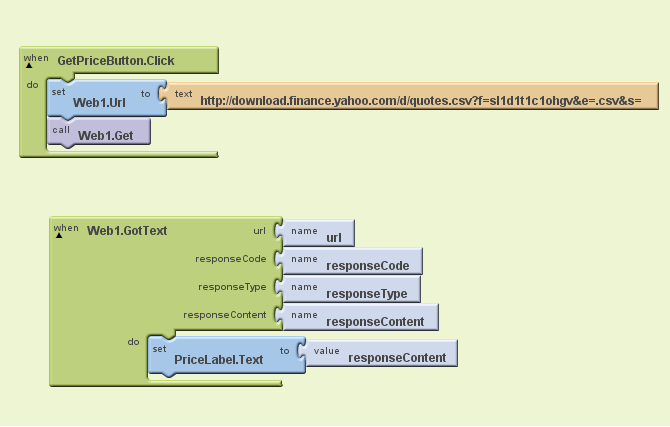 when GetPriceButton.Click
do set Web1.Url to text http://download.finance.yahoo.com/d/quotes.csv?f=sl1d1t1c1ohgv&e=.csv&s=
call Web1.Get
when Web1.GotText url name url
responseCode name responseCode
responseType name responseType
responseContent name responseContent
do set PriceLabel.Text to value responseContent